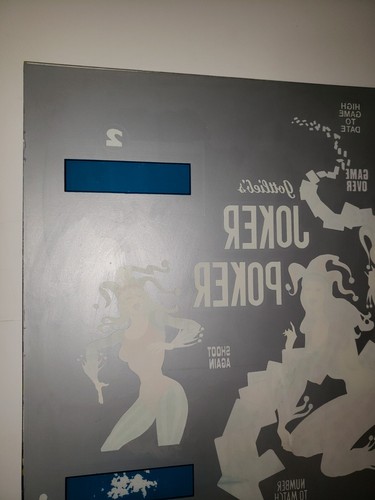 HIGH
GAME
TO
DATE
2
GAME
OVER
Gottlieb's
JOKER
POKER
SHOOT
AGAIN
NUMBER
TO MATCH